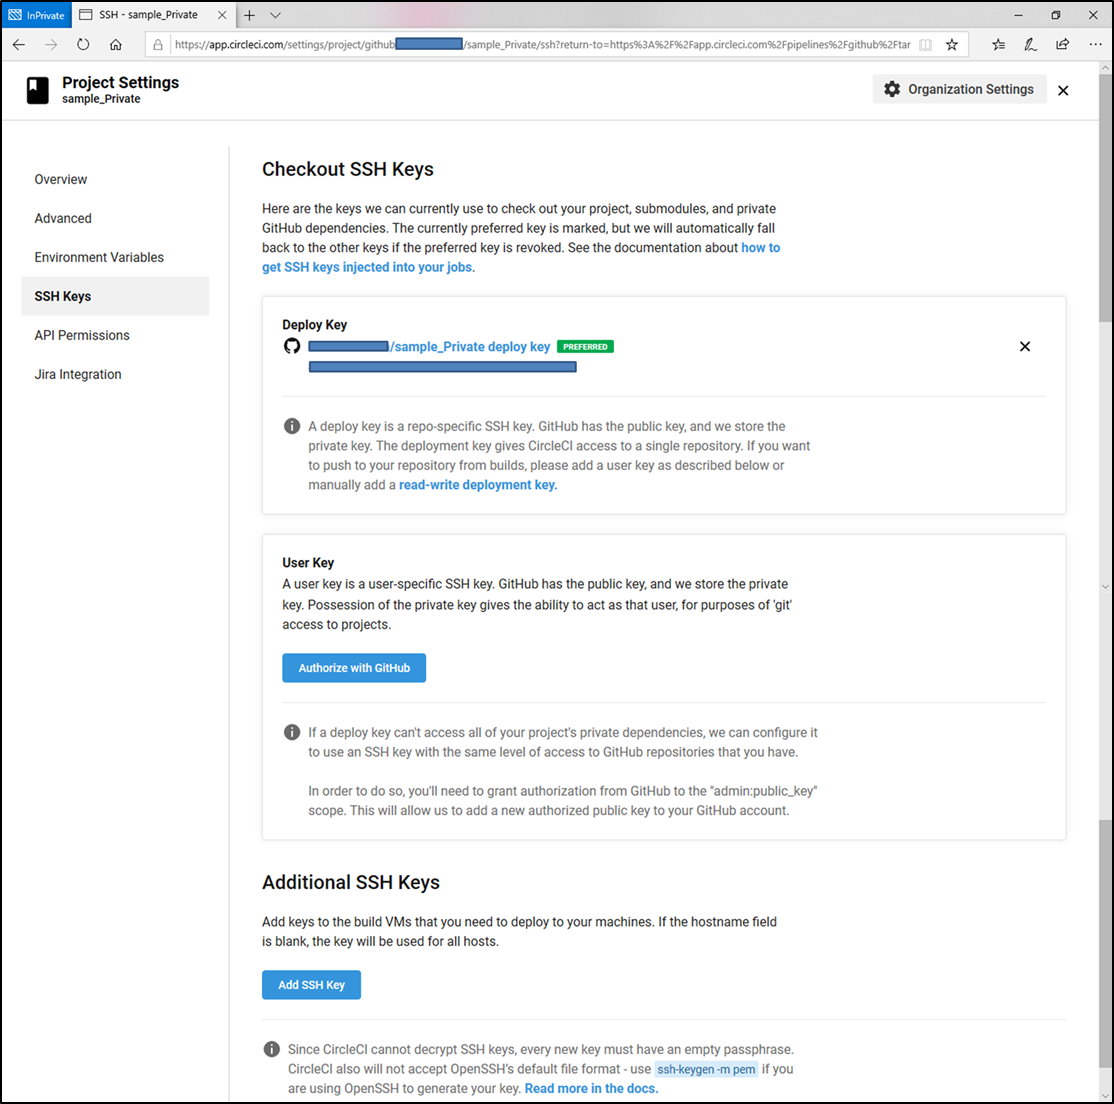 InPrivate
SSH - sample_Private
https://app.circleci.com/settings/project/github
/sample_Private/ssh?return-to=https%3A%2F%2Fapp.circleci.com%2Fpipelines%2Fgithub%2Ftar
Project Settings
sample_Private
Organization Settings
Overview
Advanced
Environment Variables
SSH Keys
API Permissions
Jira Integration
Checkout SSH Keys
Here are the keys we can currently use to check out your project, submodules, and private
GitHub dependencies. The currently preferred key is marked, but we will automatically fall
back to the other keys if the preferred key is revoked. See the documentation about how to
get SSH keys injected into your jobs.
Deploy Key
/sample_Private deploy key PREFERRED
A deploy key is a repo-specific SSH key. GitHub has the public key, and we store the
private key. The deployment key gives CircleCI access to a single repository. If you want
to push to your repository from builds, please add a user key as described below or
manually add a read-write deployment key.
User Key
A user key is a user-specific SSH key. GitHub has the public key, and we store the private
key. Possession of the private key gives the ability to act as that user, for purposes of 'git'
access to projects.
Authorize with GitHub
If a deploy key can't access all of your project's private dependencies, we can configure it
to use an SSH key with the same level of access to GitHub repositories that you have.
In order to do so, you'll need to grant authorization from GitHub to the "admin:public_key"
scope. This will allow us to add a new authorized public key to your GitHub account.
Additional SSH Keys
Add keys to the build VMs that you need to deploy to your machines. If the hostname field
is blank, the key will be used for all hosts.
Add SSH Key
Since CircleCI cannot decrypt SSH keys, every new key must have an empty passphrase.
CircleCI also will not accept OpenSSH's default file format - use ssh-keygen -m pem if you
are using OpenSSH to generate your key. Read more in the docs.